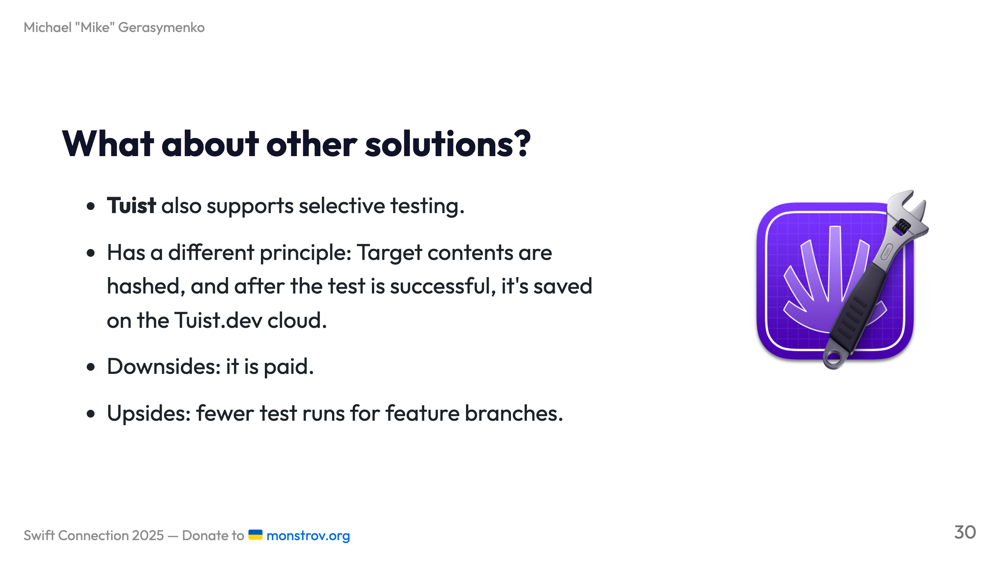 Michael "Mike" Gerasymenko
What about other solutions?
• Tuist also supports selective testing.
• Has a different principle: Target contents are
hashed, and after the test is successful, it's saved
on the Tuist.dev cloud.
• Downsides: it is paid.
• Upsides: fewer test runs for feature branches.
TUIST
Swift Connection 2025 — Donate to 🇺🇦 monstrov.org
30